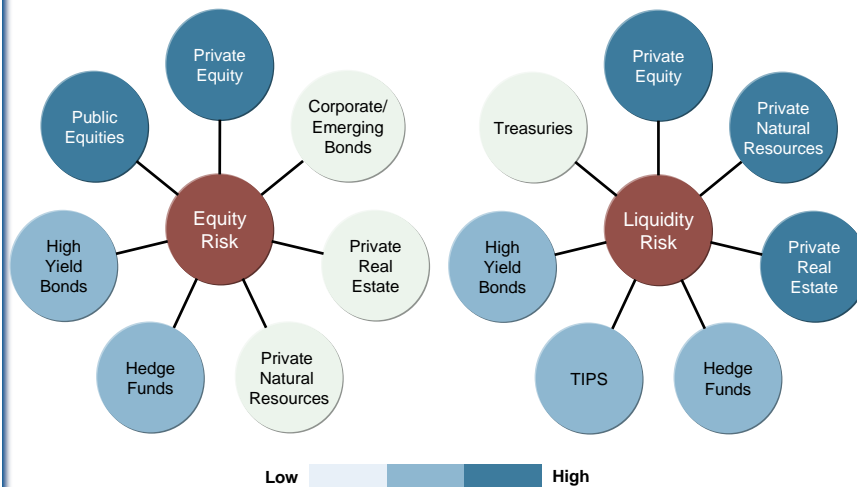 Private
Equity
Public
Equities
Corporate/
Emerging
Bonds
Equity
Risk
High
Yield
Bonds
Private
Real
Estate
Hedge
Funds
Private
Natural
Resources
Private
Equity
Treasuries
Private
Natural
Resources
Liquidity
Risk
High
Yield
Bonds
Private
Real
Estate
TIPS
Hedge
Funds
Low
High